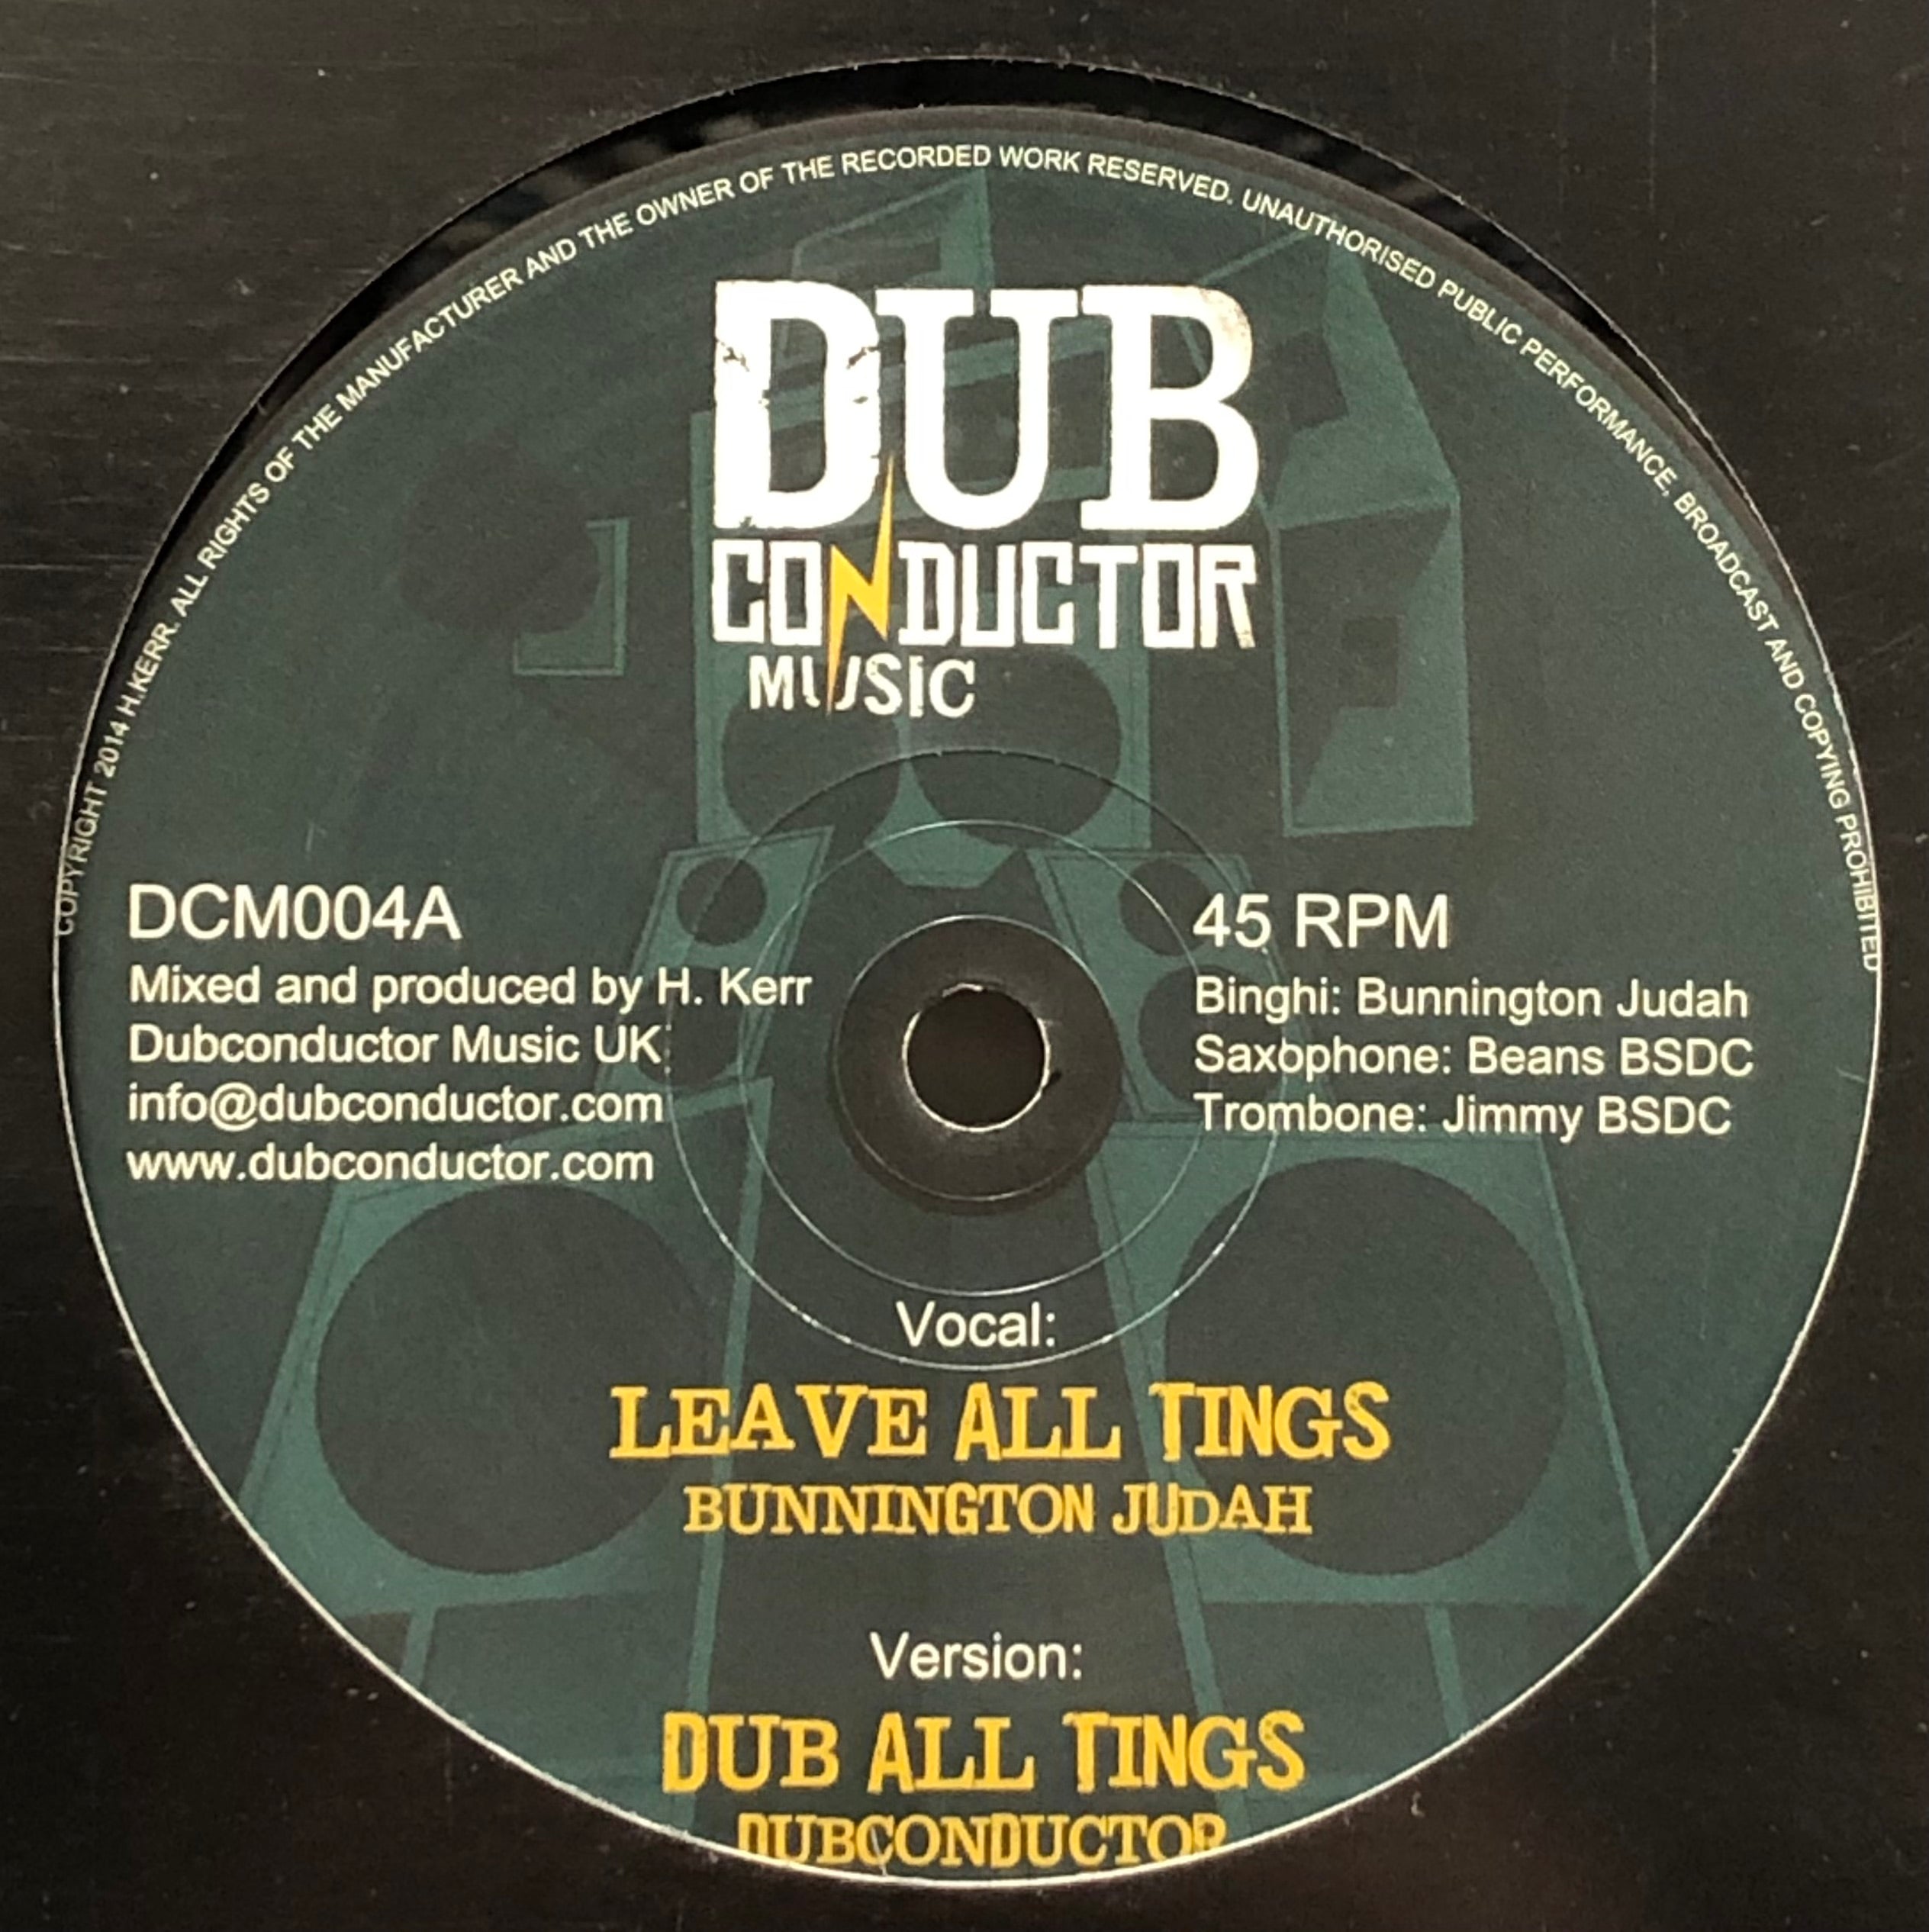 COPYRIGHT 2014 H.KERR. ALL RIGHTS OF THE MANUFACTURER AND THE OWNER OF THE RECORDED WORK RESERVED. UNAUTHORISED PUBLIC PERFORMANCE, BROADCAST AND COPYING PROHIBITED
DUB
CONDUCTOR
MUSIC
DCM004A
Mixed and produced by H. Kerr
Dubconductor Music UK
info@dubconductor.com
www.dubconductor.com
45 RPM
Binghi: Bunnington Judah
Saxophone: Beans BSDC
Trombone: Jimmy BSDC
Vocal:
LEAVE ALL TINGS
BUNNINGTON JUDAH
Version:
DUB ALL TINGS
DUBCONDUCTOR